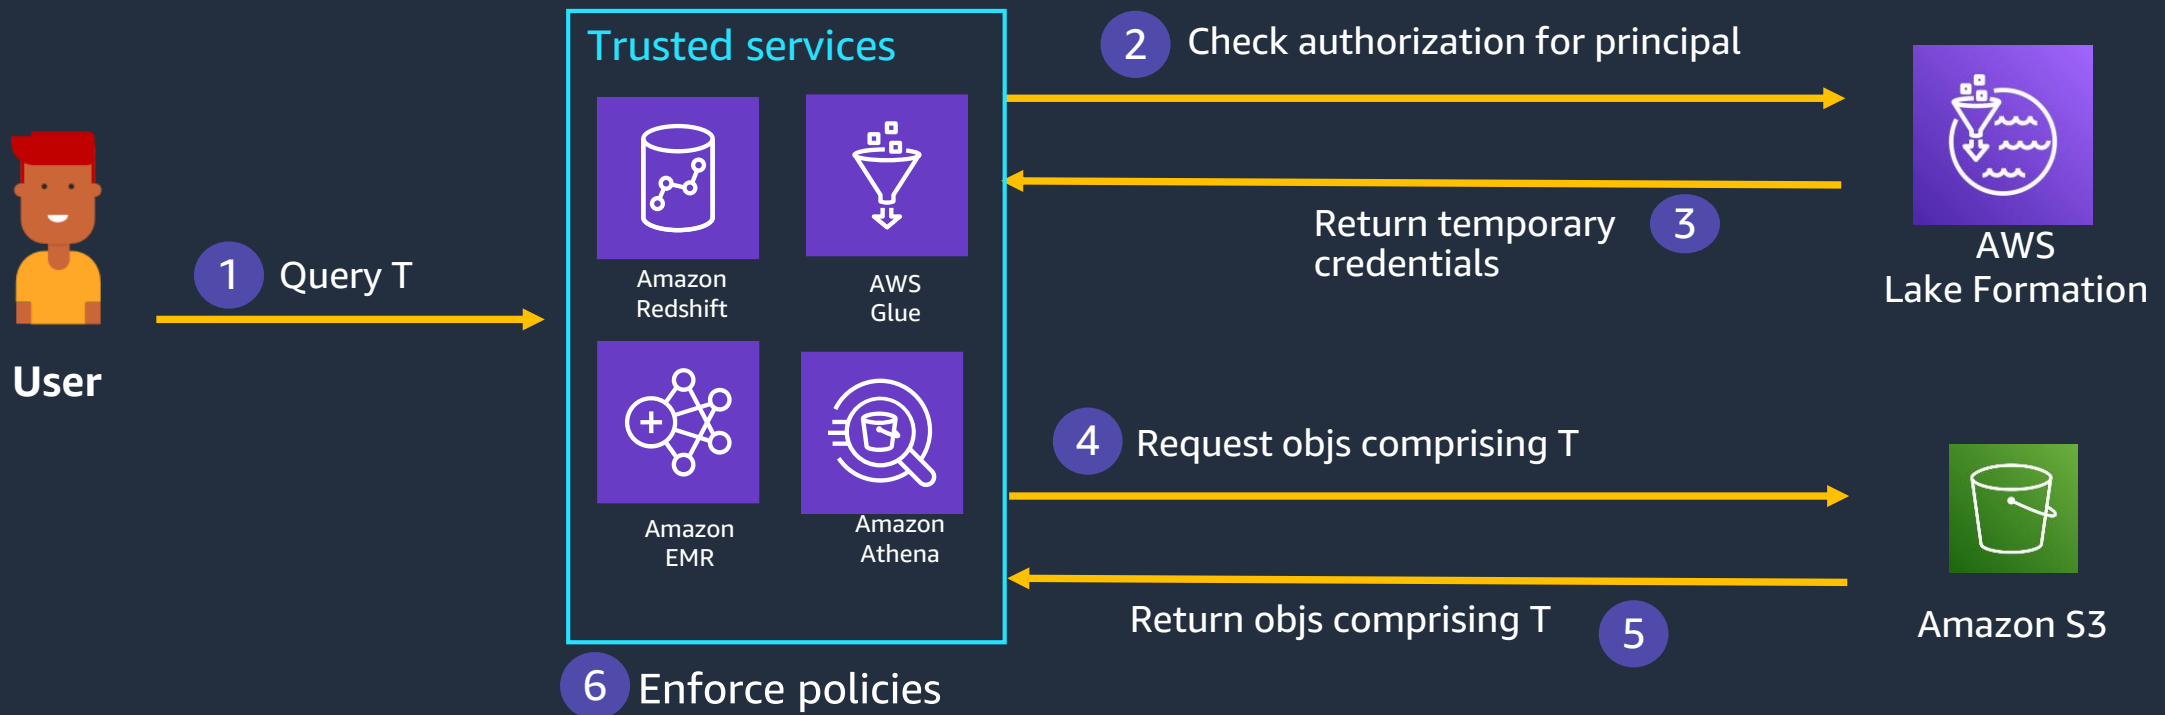 User
1 Query T
Trusted services
Amazon
Redshift
AWS
Glue
Amazon
EMR
Amazon
Athena
2 Check authorization for principal
Return temporary 3
credentials
AWS
Lake Formation
4 Request objs comprising T
Return objs comprising T 5
Amazon S3
6 Enforce policies